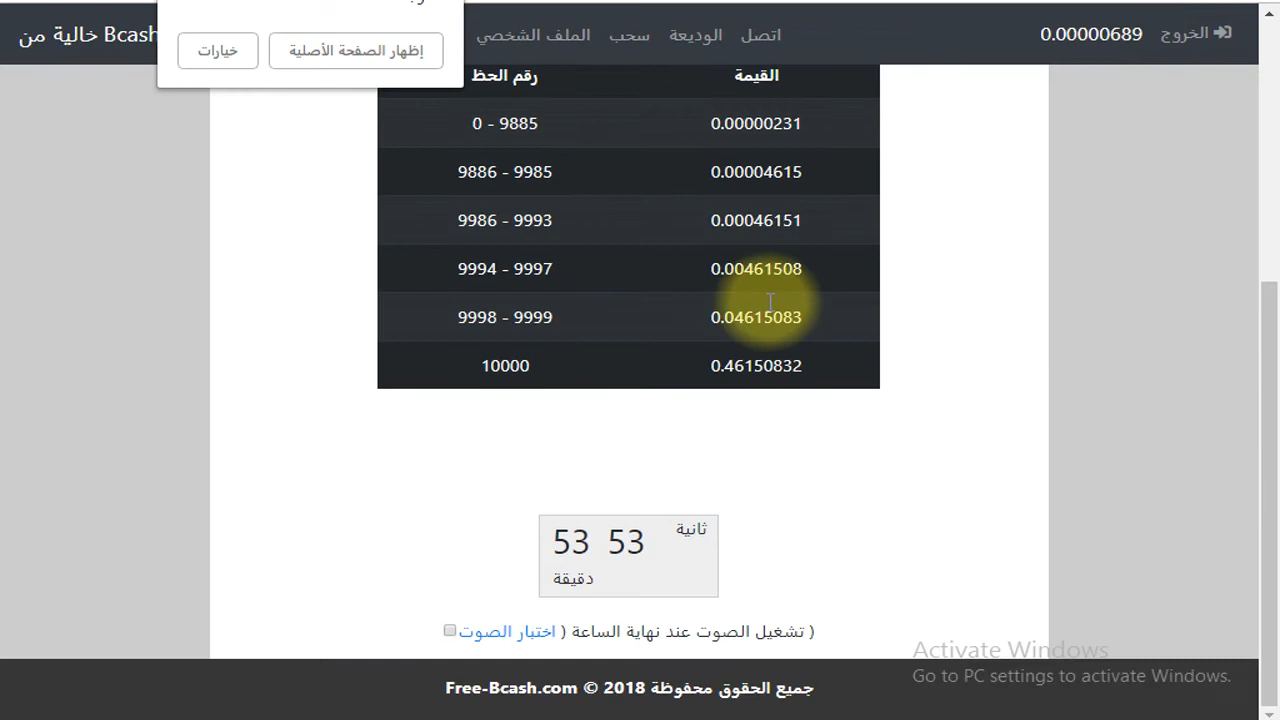 خالية من Bcash
الملف الشخصي
سحب
الوديعة
اتصل
0.00000689
الخروج
خيارات
إظهار الصفحة الأصلية
رقم الحظ القيمة
0 - 9885 0.00000231
9886 - 9985 0.00004615
9986 - 9993 0.00046151
9994 - 9997 0.00461508
9998 - 9999 0.04615083
10000 0.46150832
53 53 ثانية
دقيقة
( تشغيل الصوت عند نهاية الساعة ( اختبار الصوت
Activate Windows
Go to PC settings to activate Windows.
جميع الحقوق محفوظة Free-Bcash.com © 2018